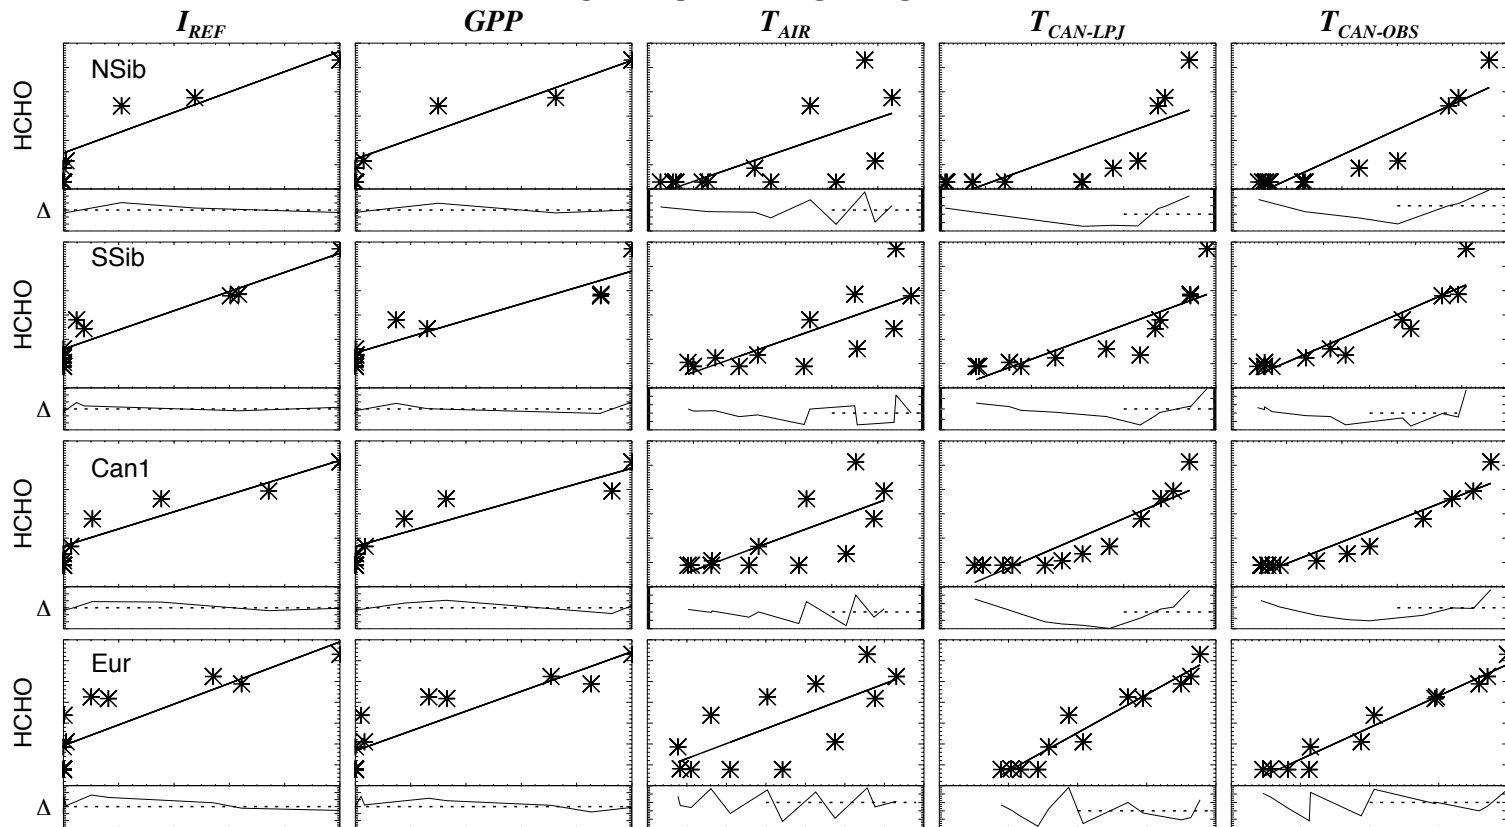 I_REF GPP T_AIR T_CAN-LPJ T_CAN-OBS
NSib
HCHO
Δ
SSib
HCHO
Δ
Can1
HCHO
Δ
Eur
HCHO
Δ